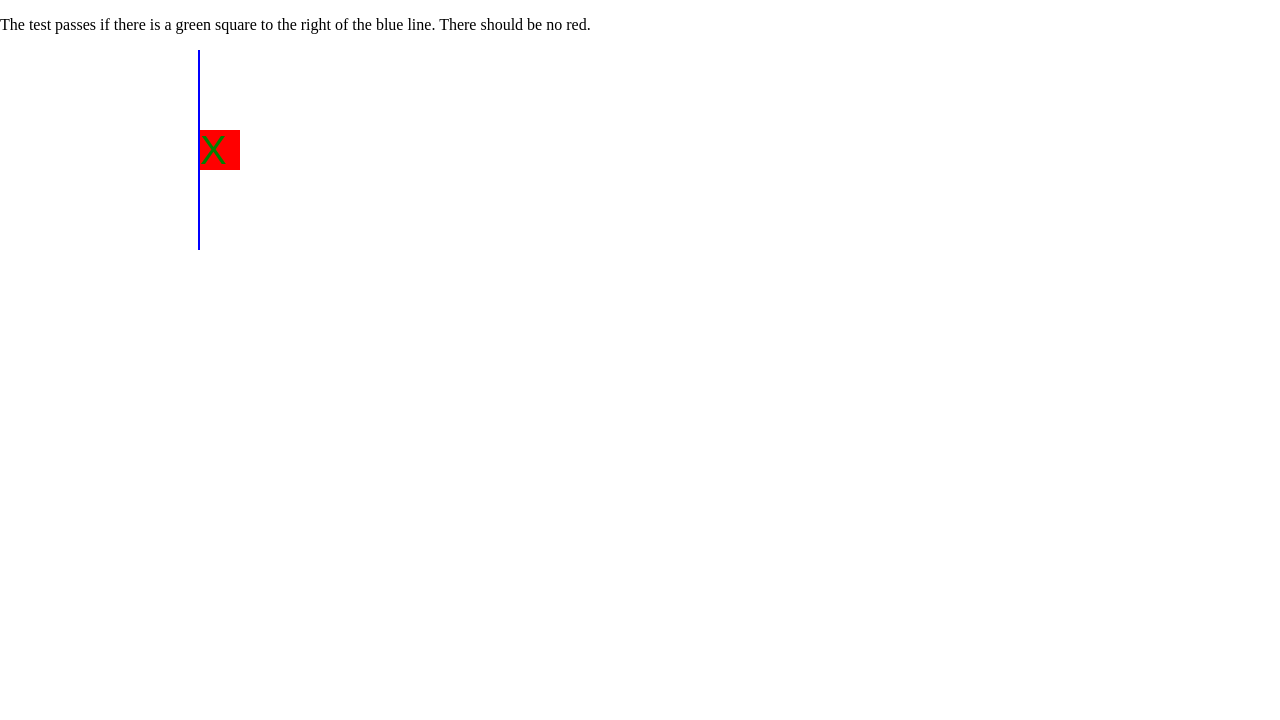 The test passes if there is a green square to the right of the blue line. There should be no red.
X